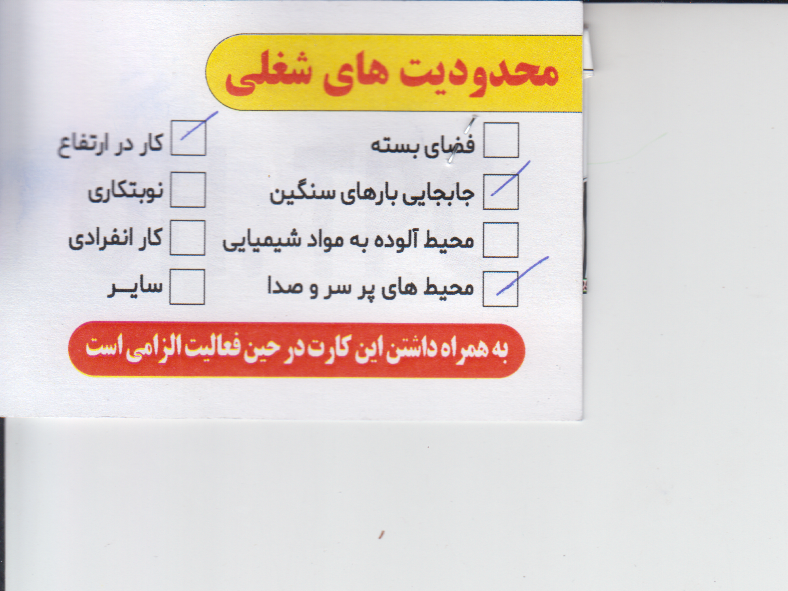 محدودیت های شغلی
فضای بسته
کار در ارتفاع
جابجایی بارهای سنگین
نوبتکاری
محیط آلوده به مواد شیمیایی
کار انفرادی
محیط های پر سر و صدا
سایـر
به همراه داشتن این کارت در حین فعالیت الزامی است